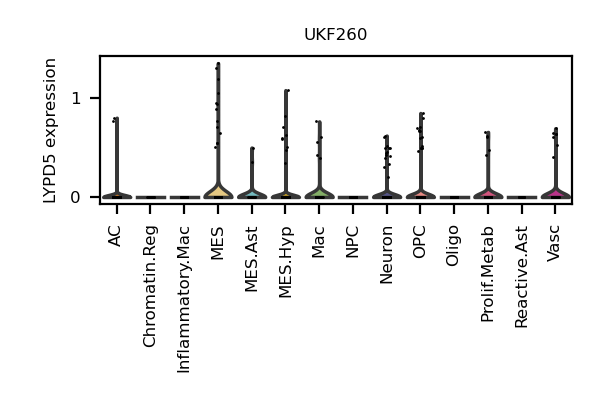 UKF260
LYPD5 expression
1
0
AC
Chromatin.Reg
Inflammatory.Mac
MES
MES.Ast
MES.Hyp
Mac
NPC
Neuron
OPC
Oligo
Prolif.Metab
Reactive.Ast
Vasc